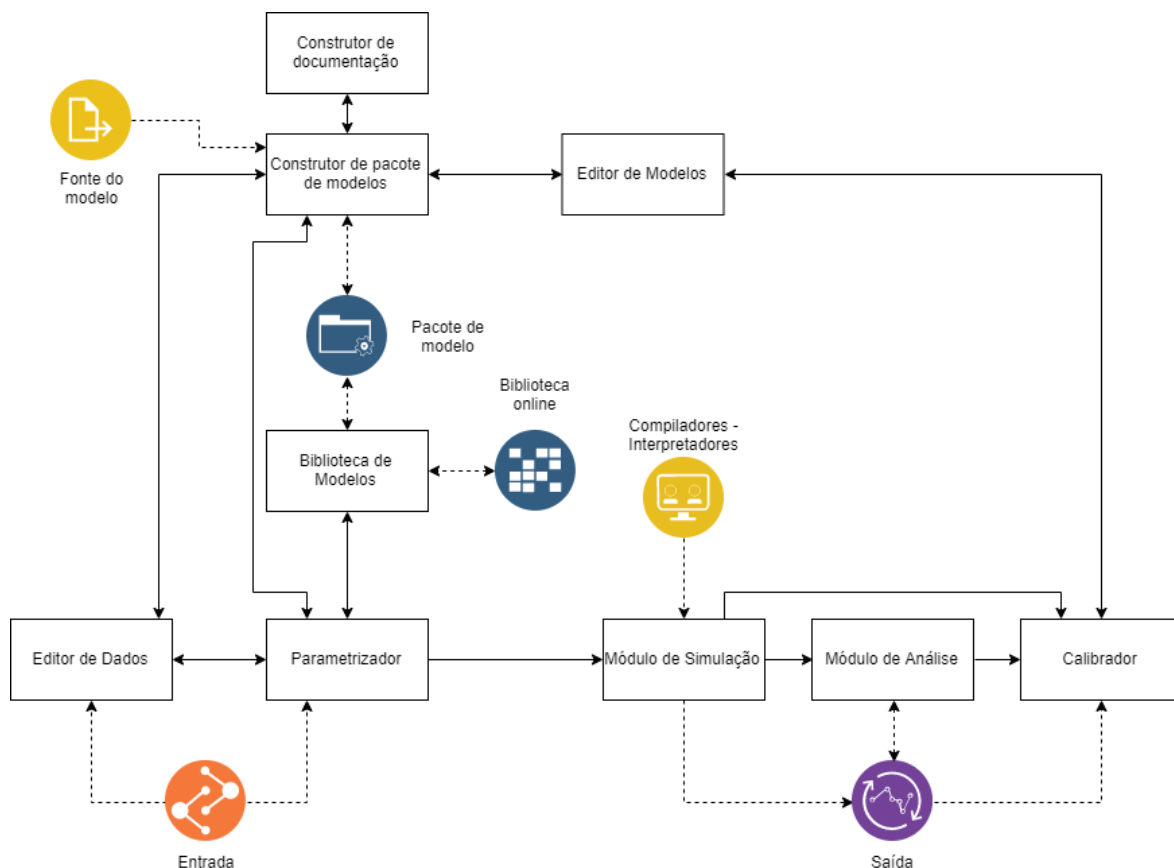 Construtor de
documentação
Fonte do
modelo
Construtor de pacote
de modelos
Editor de Modelos
Pacote de
modelo
Biblioteca
online
Compiladores -
Interpretadores
Biblioteca de
Modelos
Editor de Dados
Parametrizador
Módulo de Simulação
Módulo de Análise
Calibrador
Entrada
Saída